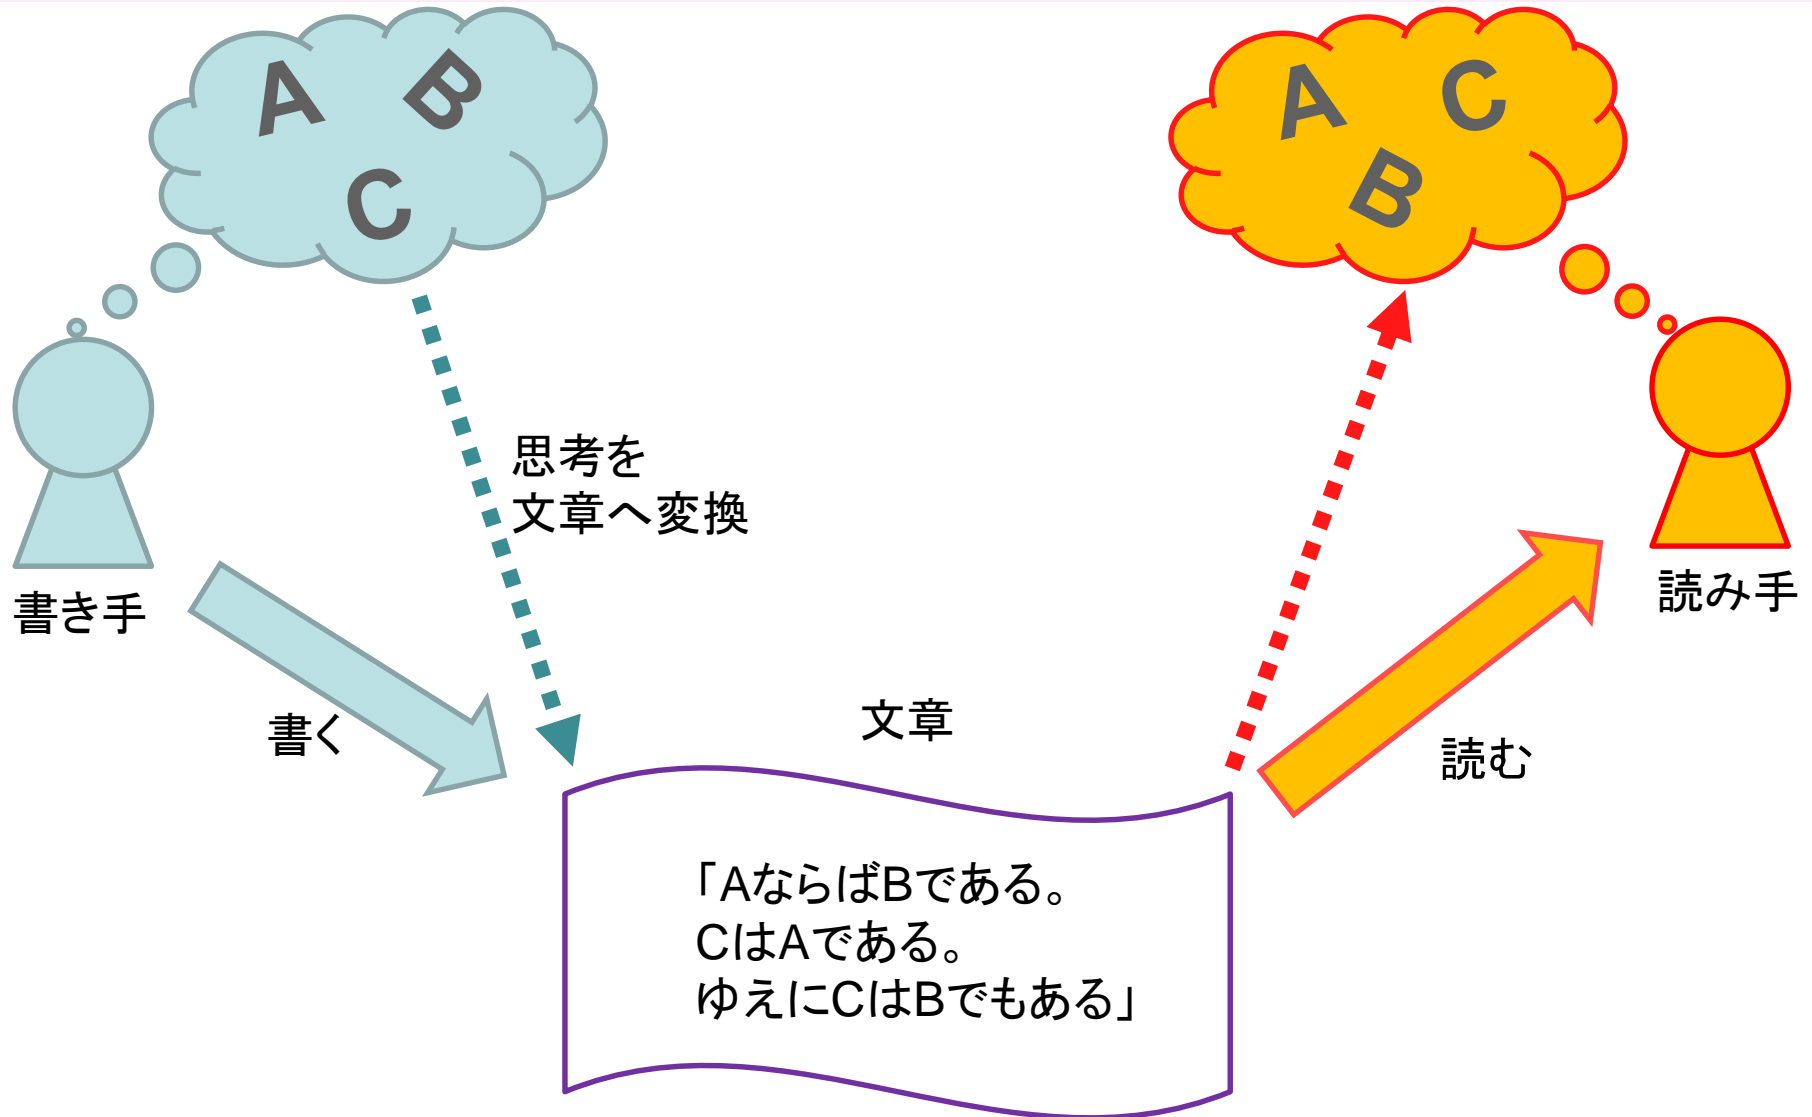 A B
C
A C
B
思考を
文章へ変換
書き手
読み手
書く
文章
読む
「AならばBである。
CはAである。
ゆえにCはBでもある」